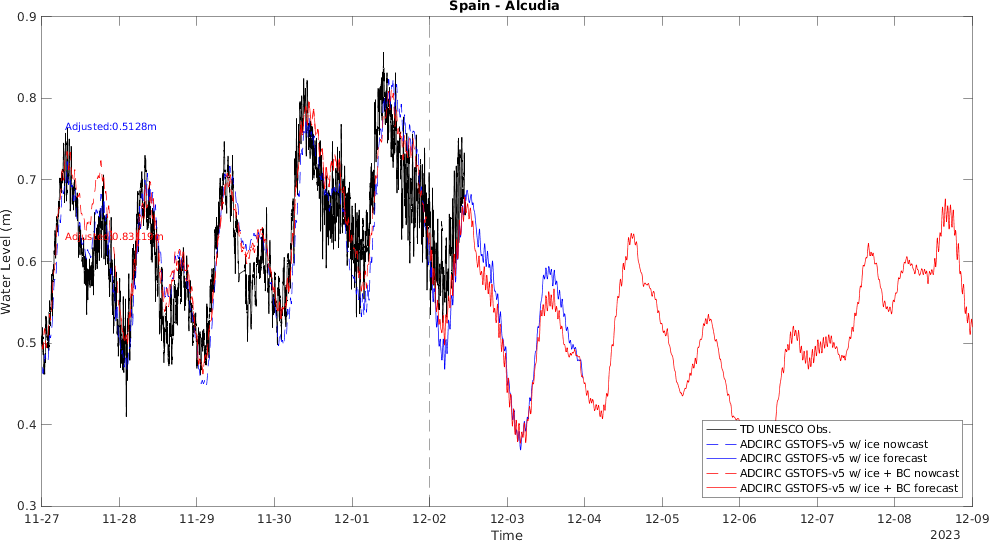 Spain - Alcudia
0.9
0.8
0.7
0.6
0.5
0.4
0.3
Water Level (m)
Adjusted:0.5128m
TD UNESCO Obs.
ADCIRC GSTOFS-v5 w/ ice nowcast
ADCIRC GSTOFS-v5 w/ ice forecast
ADCIRC GSTOFS-v5 w/ ice + BC nowcast
ADCIRC GSTOFS-v5 w/ ice + BC forecast
11-27 11-28 11-29 11-30 12-01 12-02 12-03 12-04 12-05 12-06 12-07 12-08 12-09
Time
2023